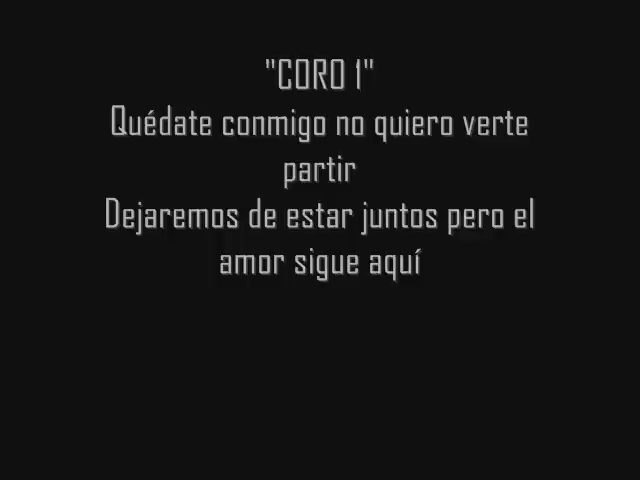 "CORO 1"
Quédate conmigo no quiero verte
partir
Dejaremos de estar juntos pero el
amor sigue aquí